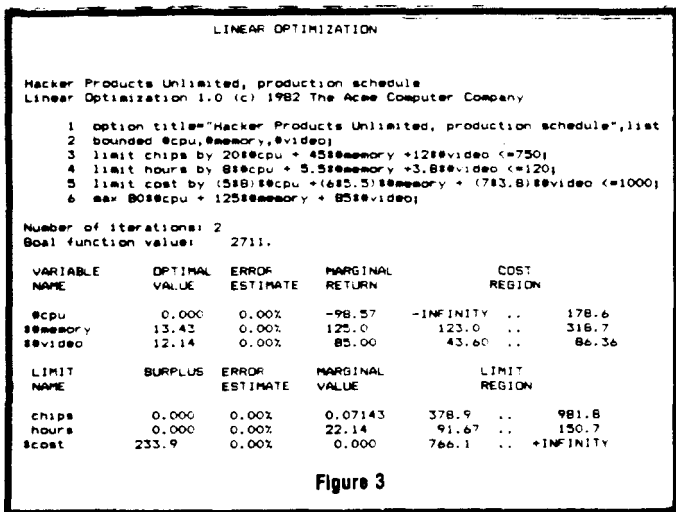 LINEAR OPTIMIZATION
Hacker Products Unlimited, production schedule
Linear Optimization 1.0 (c) 1982 The Acme Computer Company
1 option title="Hacker Products Unlimited, production schedule",list
2 bounded @cpu,@memory,@video;
3 limit chips by 20$@cpu + 45$@memory +12$@video <=750;
4 limit hours by 8$@cpu + 5.5$@memory +3.8$@video <=120;
5 limit cost by (5$8)$@cpu +(6$5.5)$@memory + (7$3.8)$@video <=1000;
6 max 80$@cpu + 125$@memory + 85$@video;
Number of iterations: 2
Goal function value: 2711.
VARIABLE OPTIMAL ERROR MARGINAL COST
NAME VALUE ESTIMATE RETURN REGION
@cpu 0.000 0.00% -98.57 -INFINITY .. 178.6
$@memory 13.43 0.00% 125.0 123.0 .. 318.7
$@video 12.14 0.00% 85.00 43.60 .. 86.36
LIMIT SURPLUS ERROR MARGINAL LIMIT
NAME ESTIMATE VALUE REGION
chips 0.000 0.00% 0.07143 378.9 .. 981.8
hours 0.000 0.00% 22.14 91.67 .. 150.7
$cost 233.9 0.00% 0.000 766.1 .. +INFINITY
Figure 3